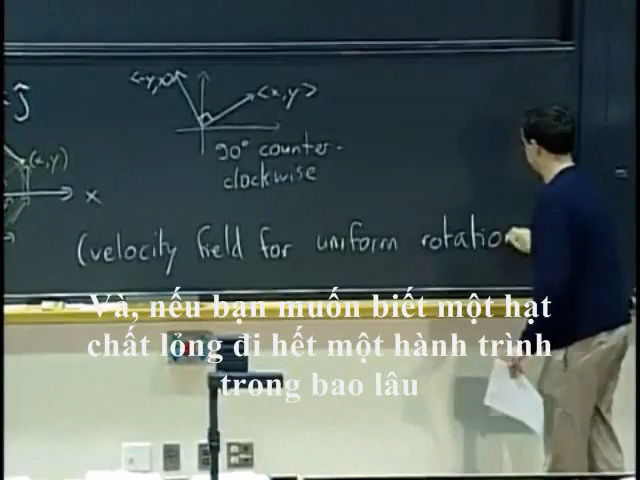 <-y,x>
<x,y>
ĵ
90° counter-
clockwise
(x,y)
x
(velocity field for uniform rotation
Và, nếu bạn muốn biết một hạt
chất lỏng đi hết một hành trình
trong bao lâu